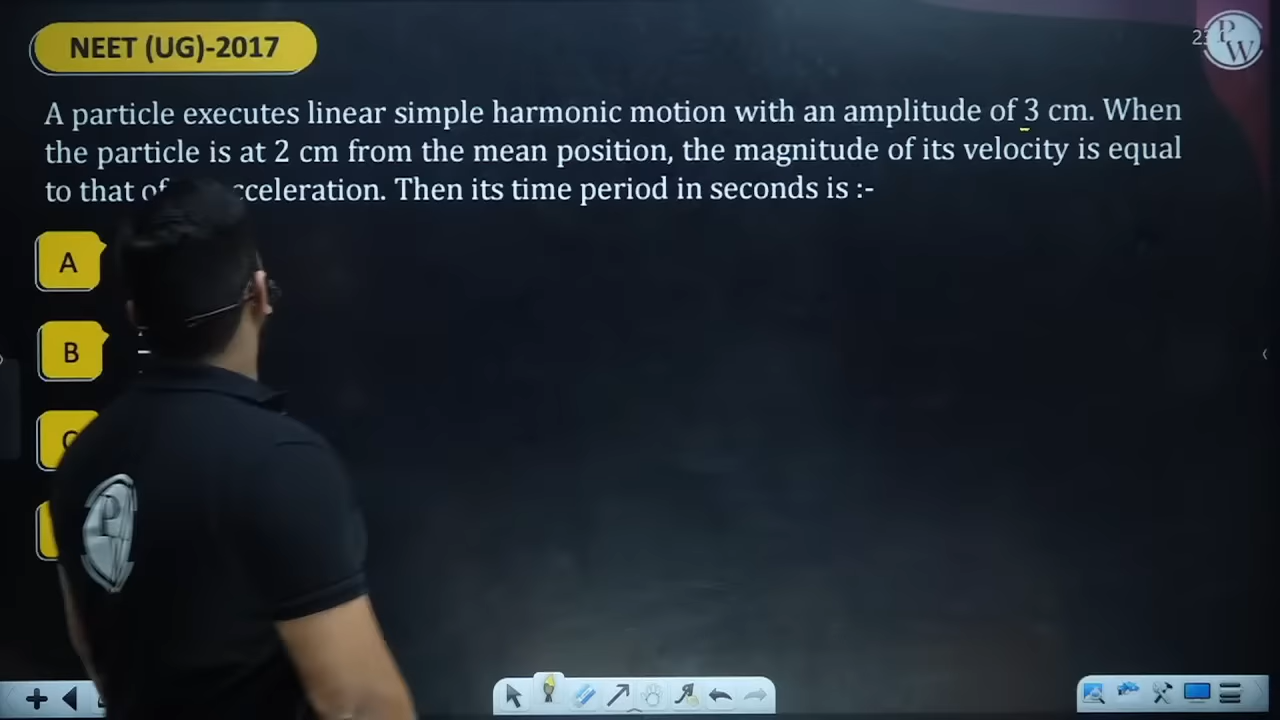 NEET (UG)-2017
A particle executes linear simple harmonic motion with an amplitude of 3 cm. When
the particle is at 2 cm from the mean position, the magnitude of its velocity is equal
to that of cceleration. Then its time period in seconds is :-
A
B
PW